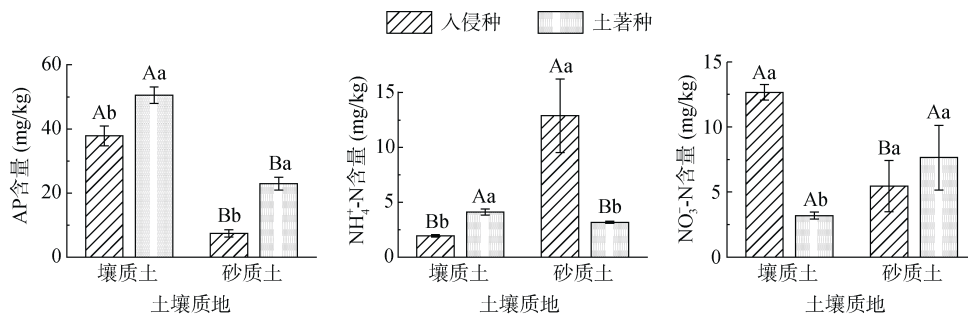 入侵种 土著种
AP含量 (mg/kg)
60
40
20
0
Ab
Aa
Bb
Ba
壤质土 砂质土
土壤质地
NH₄⁺-N含量 (mg/kg)
15
10
5
0
Bb
Aa
Aa
Bb
壤质土 砂质土
土壤质地
NO₃⁻-N含量 (mg/kg)
15
10
5
0
Aa
Ab
Ba
Aa
壤质土 砂质土
土壤质地